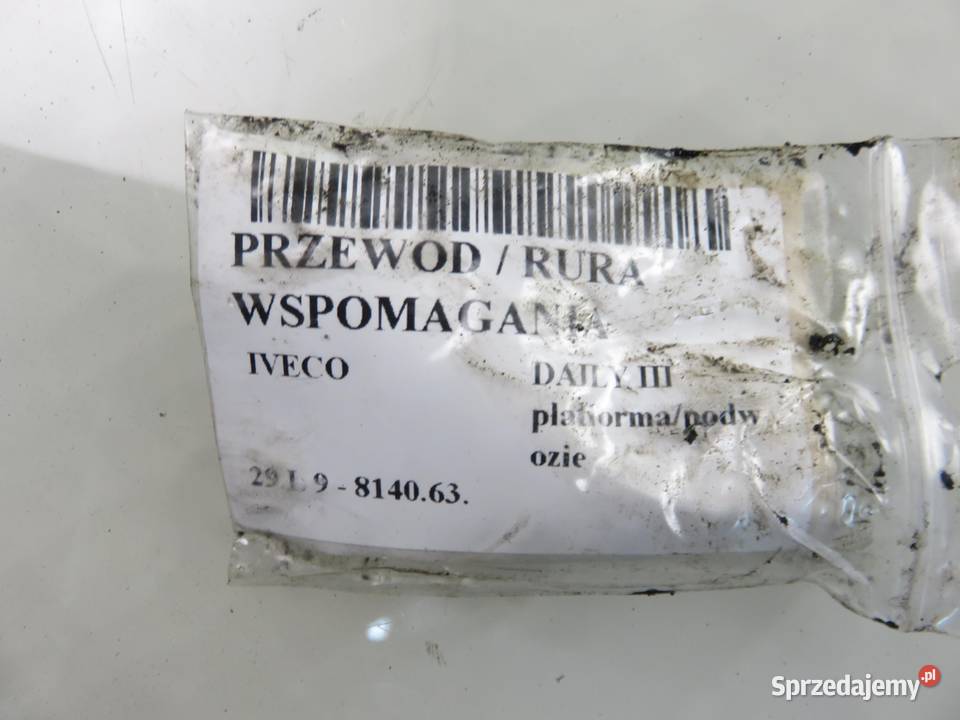 PRZEWOD / RURA
WSPOMAGANIA
IVECO
DAILY III
platforma/podw
ozie
29 L 9 - 8140.63.
Sprzedajemy.pl